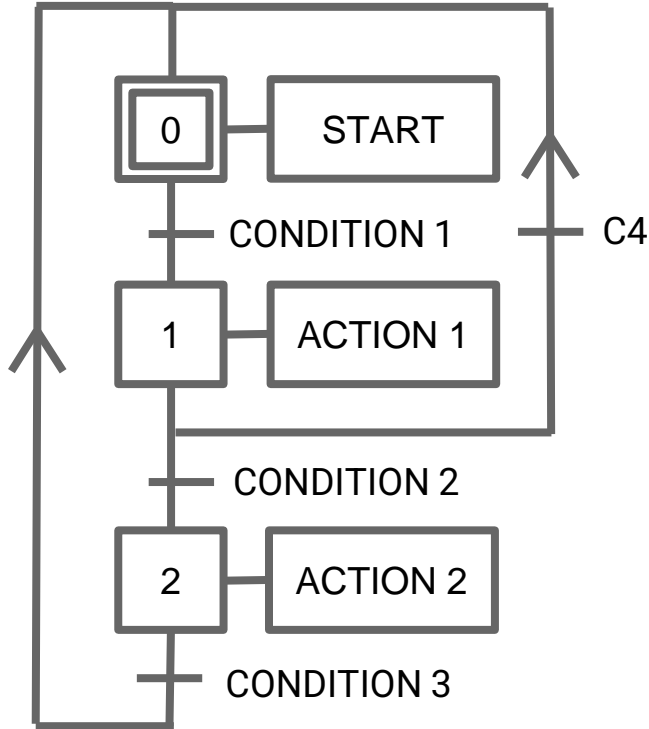 0
START
CONDITION 1
C4
1
ACTION 1
CONDITION 2
2
ACTION 2
CONDITION 3